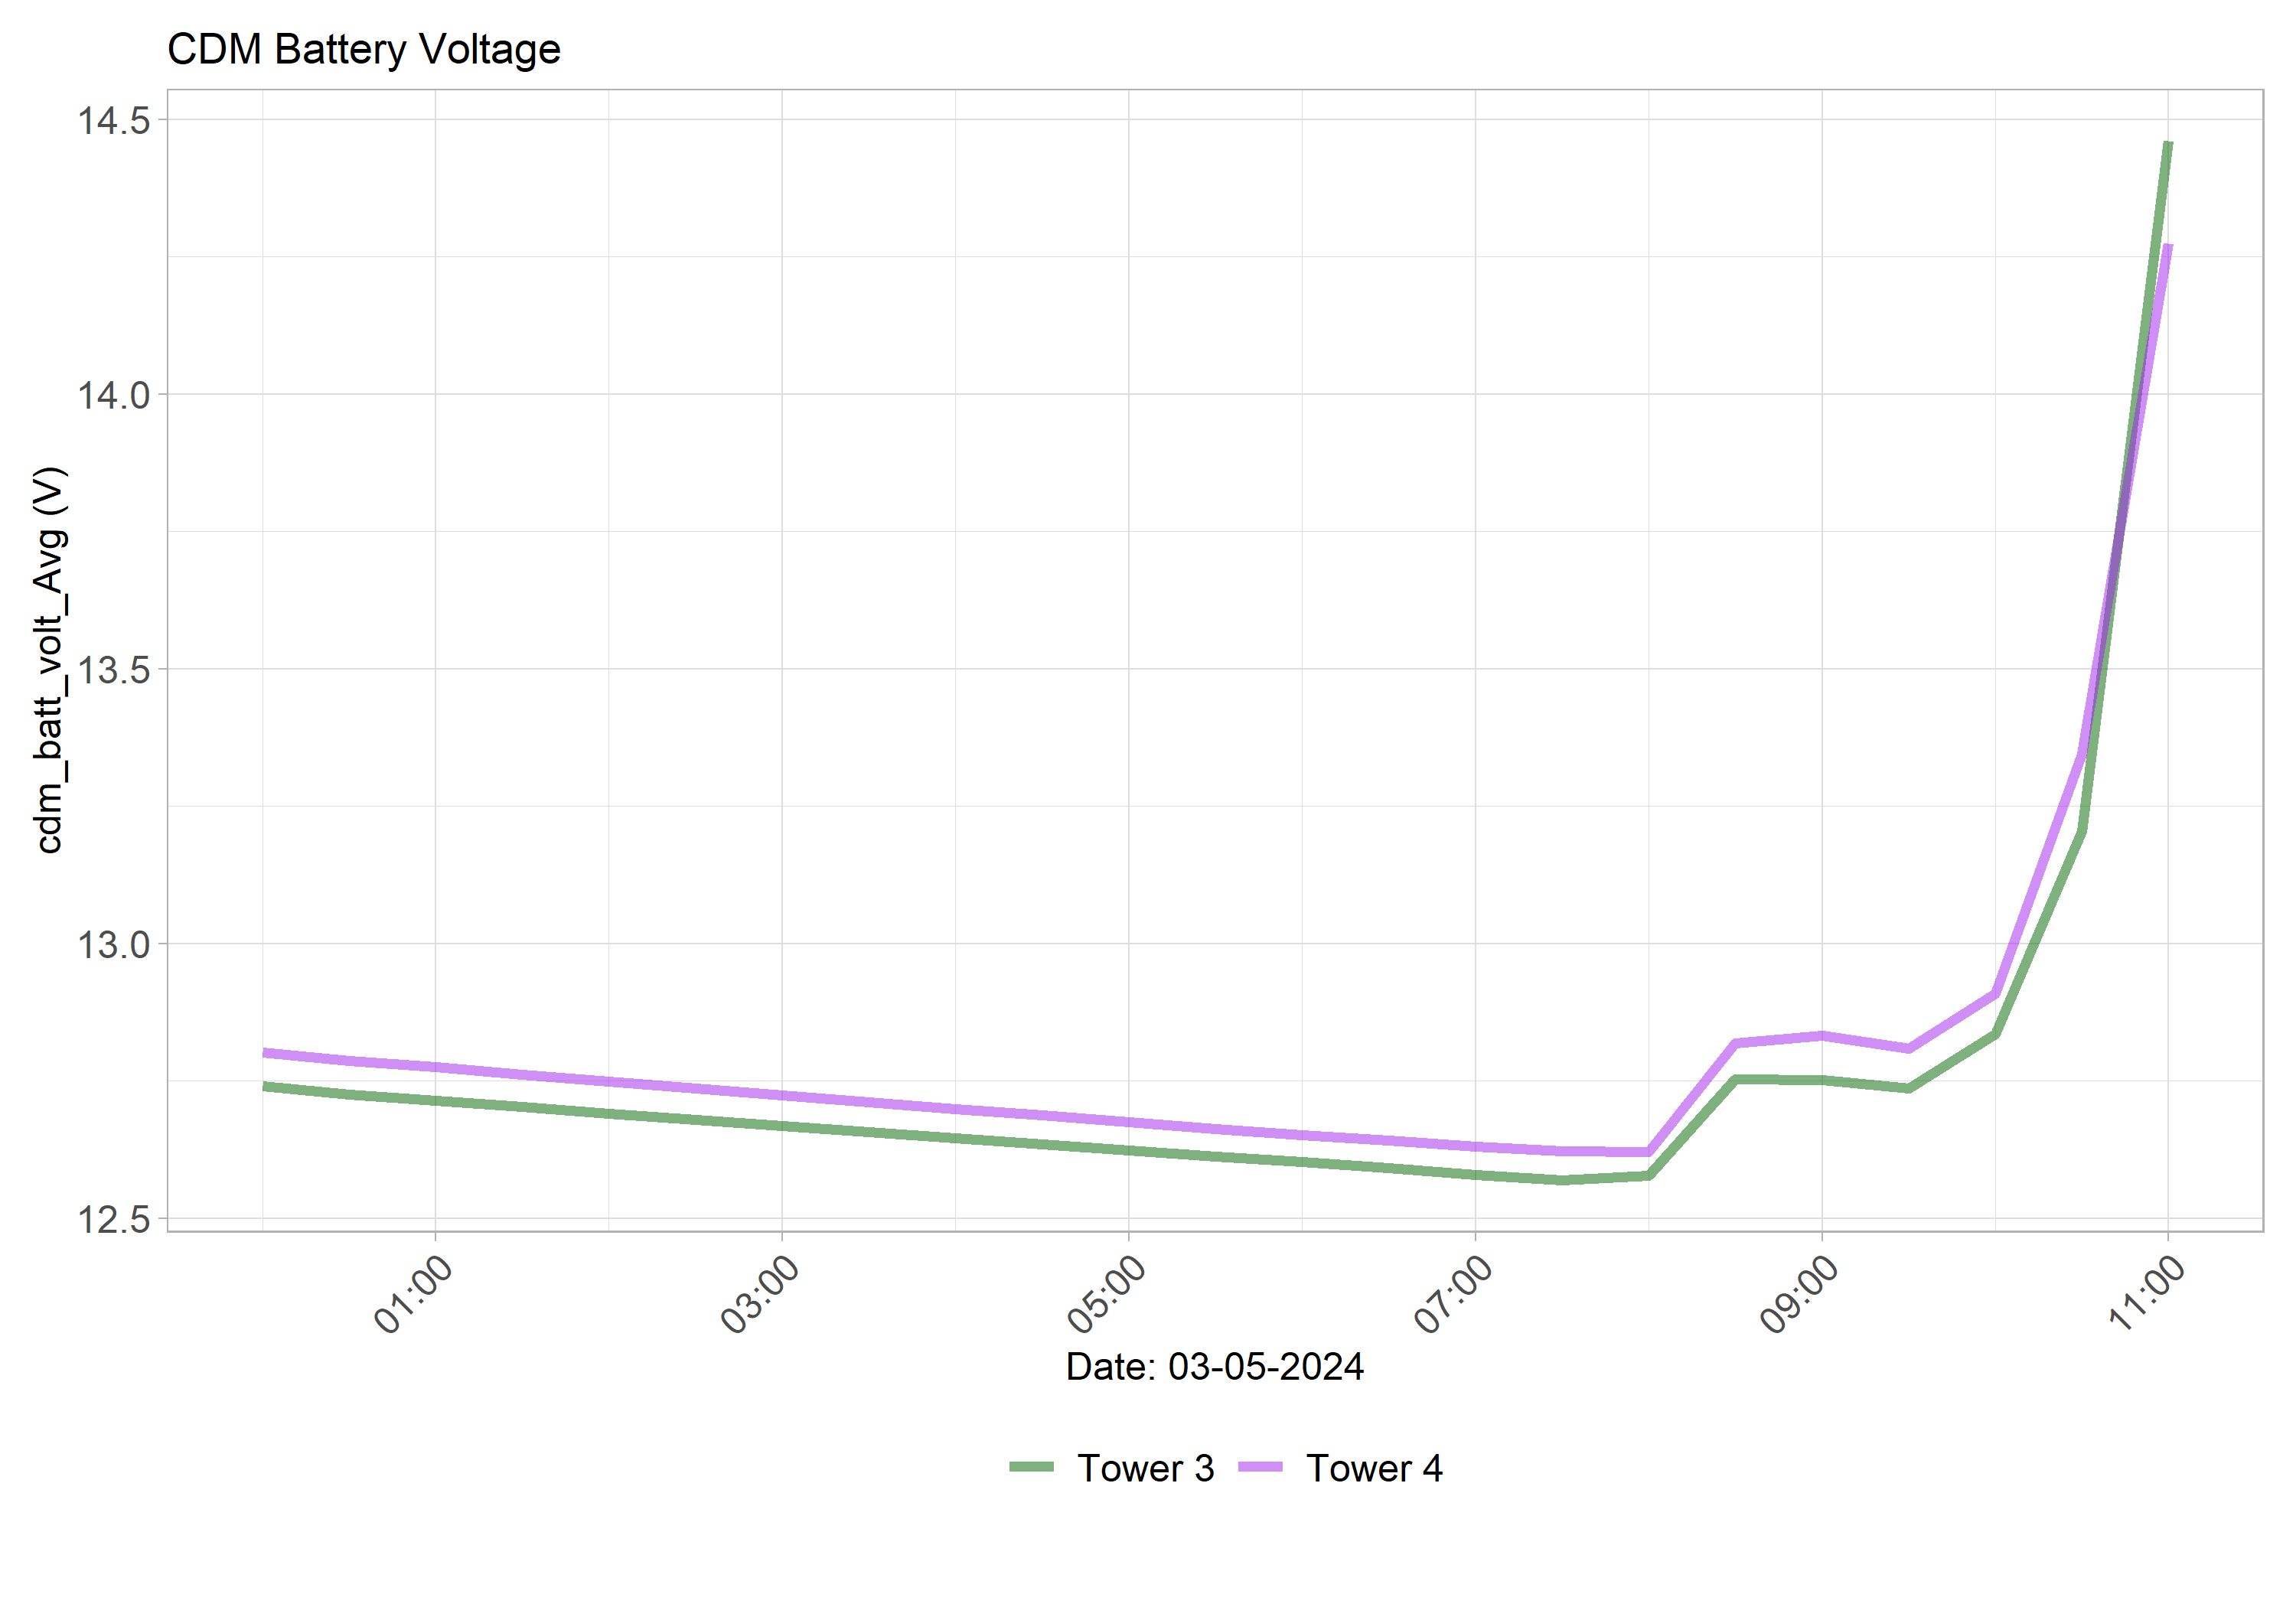 CDM Battery Voltage
cdm_batt_volt_Avg (V)
14.5
14.0
13.5
13.0
12.5
01:00
03:00
05:00
07:00
09:00
11:00
Date: 03-05-2024
Tower 3
Tower 4